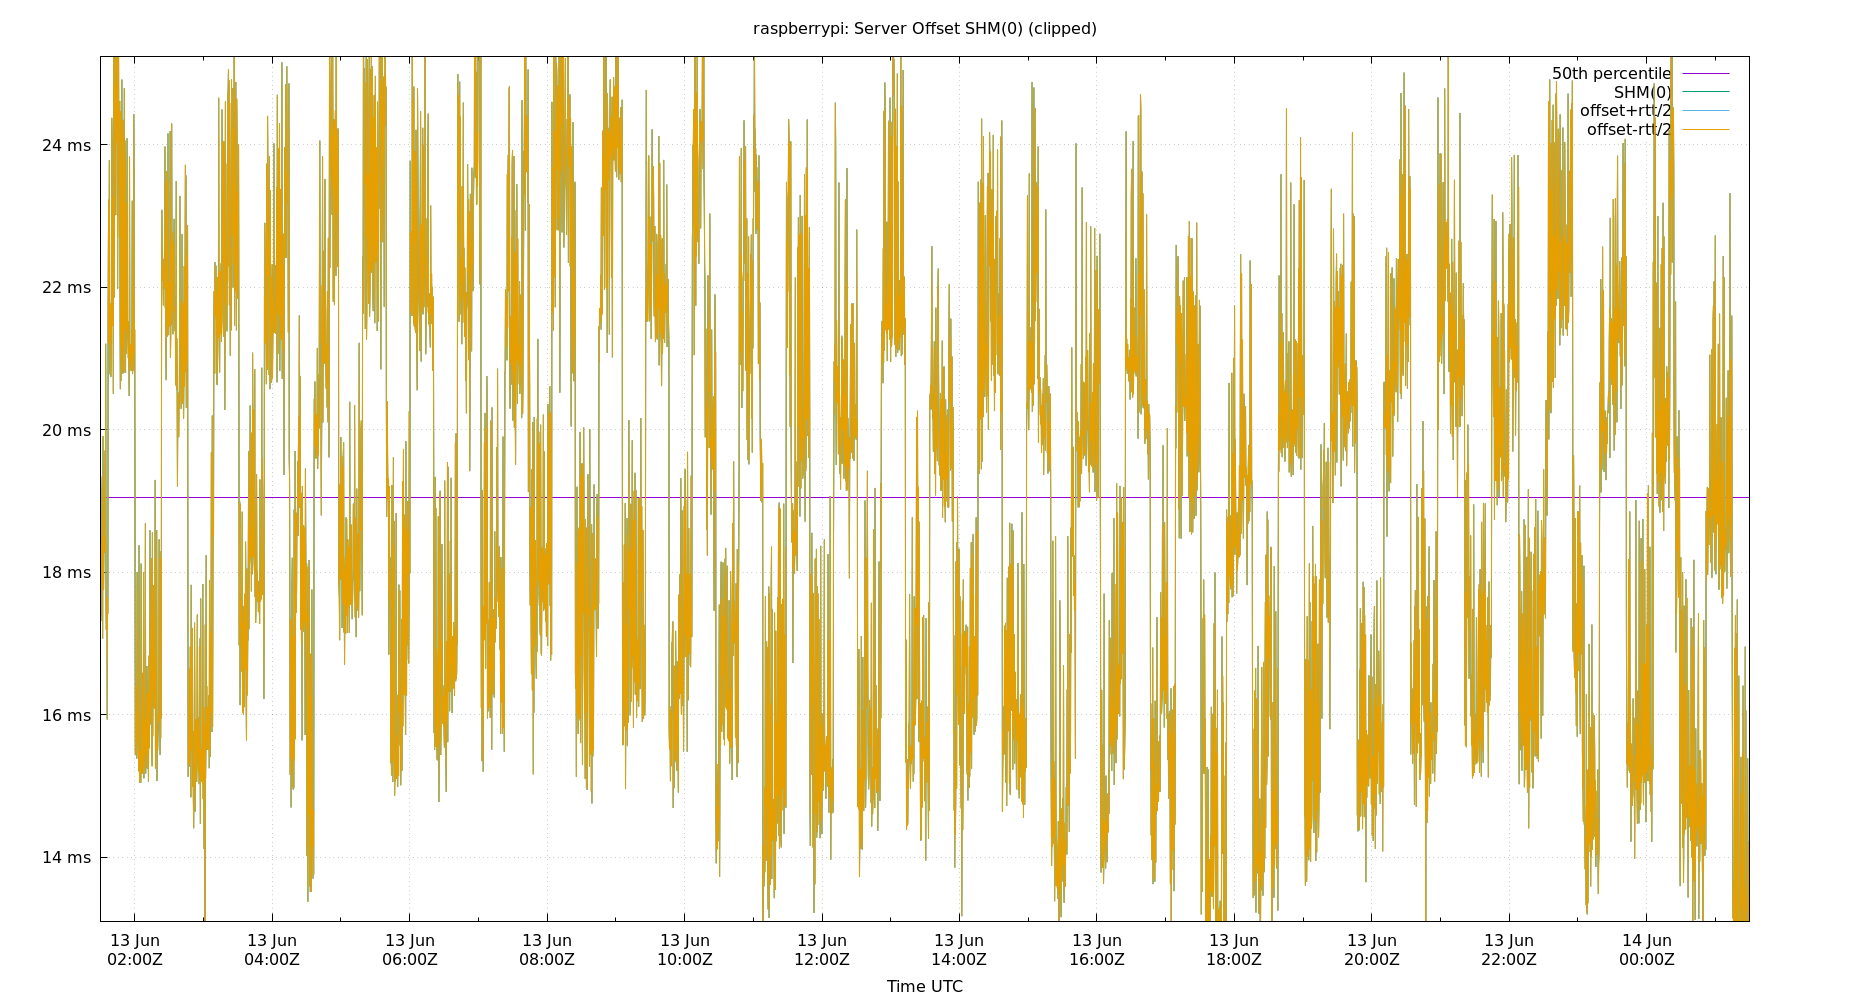 raspberrypi: Server Offset SHM(0) (clipped)
50th percentile
SHM(0)
offset+rtt/2
offset-rtt/2
24 ms
22 ms
20 ms
18 ms
16 ms
14 ms
13 Jun 13 Jun 13 Jun 13 Jun 13 Jun 13 Jun 13 Jun 13 Jun 13 Jun 13 Jun 13 Jun 14 Jun
02:00Z 04:00Z 06:00Z 08:00Z 10:00Z 12:00Z 14:00Z 16:00Z 18:00Z 20:00Z 22:00Z 00:00Z
Time UTC